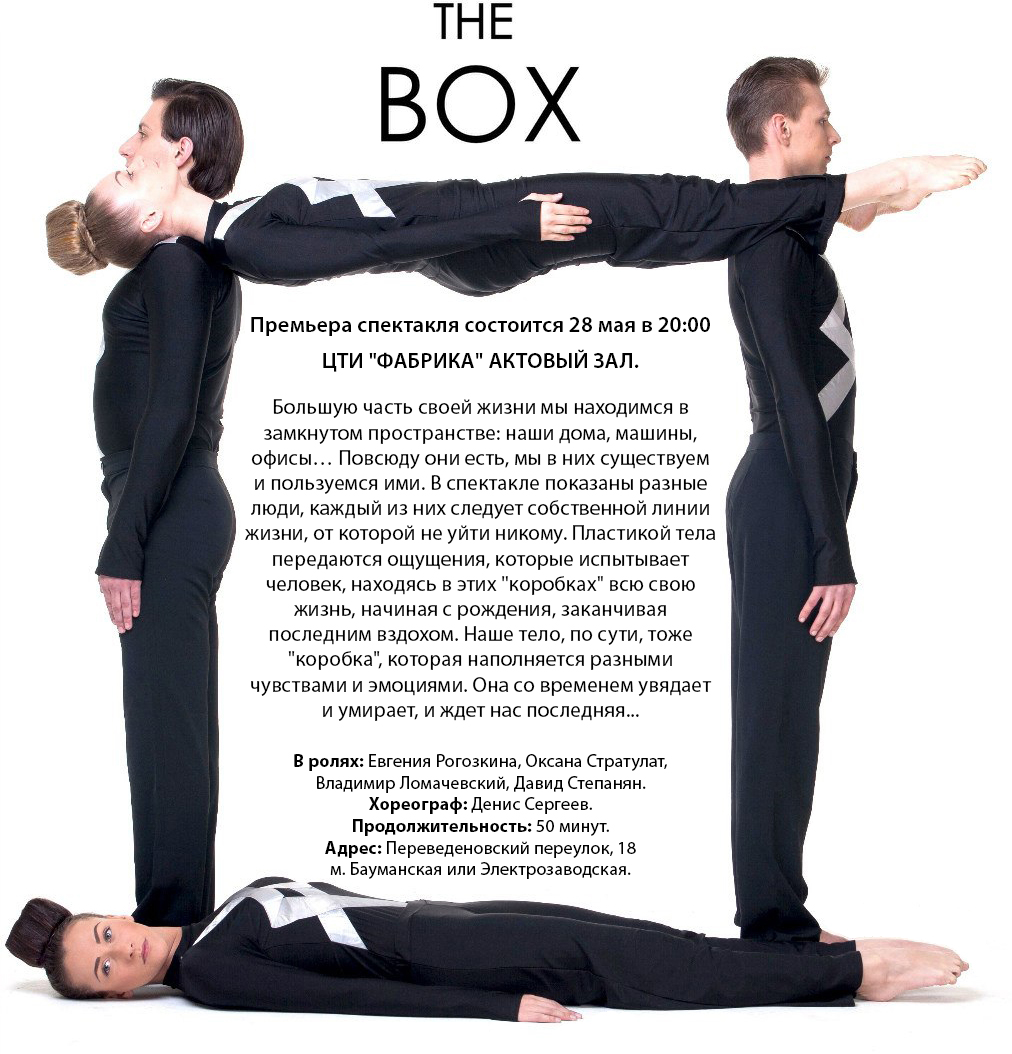 THE
BOX
Премьера спектакля состоится 28 мая в 20:00
ЦТИ "ФАБРИКА" АКТОВЫЙ ЗАЛ.
Большую часть своей жизни мы находимся в
замкнутом пространстве: наши дома, машины,
офисы... Повсюду они есть, мы в них существуем
и пользуемся ими. В спектакле показаны разные
люди, каждый из них следует собственной линии
жизни, от которой не уйти никому. Пластикой тела
передаются ощущения, которые испытывает
человек, находясь в этих "коробках" всю свою
жизнь, начиная с рождения, заканчивая
последним вздохом. Наше тело, по сути, тоже
"коробка", которая наполняется разными
чувствами и эмоциями. Она со временем увядает
и умирает, и ждет нас последняя...
В ролях: Евгения Рогозкина, Оксана Стратулат,
Владимир Ломачевский, Давид Степанян.
Хореограф: Денис Сергеев.
Продолжительность: 50 минут.
Адрес: Переведеновский переулок, 18
м. Бауманская или Электрозаводская.